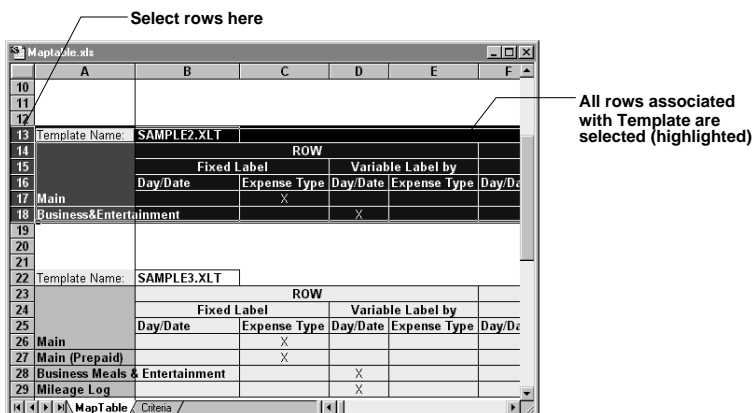 Select rows here
Maptable.xls
A B C D E F
10
11
12
13 Template Name: SAMPLE2.XLT
14 ROW
15 Fixed Label Variable Label by
16 Day/Date Expense Type Day/Date Expense Type Day/Da
17 Main X
18 Business&Entertainment X
19
20
21
22 Template Name: SAMPLE3.XLT
23 ROW
24 Fixed Label Variable Label by
25 Day/Date Expense Type Day/Date Expense Type Day/Da
26 Main X
27 Main (Prepaid) X
28 Business Meals & Entertainment X
29 Mileage Log X
MapTable Criteria
All rows associated
with Template are
selected (highlighted)